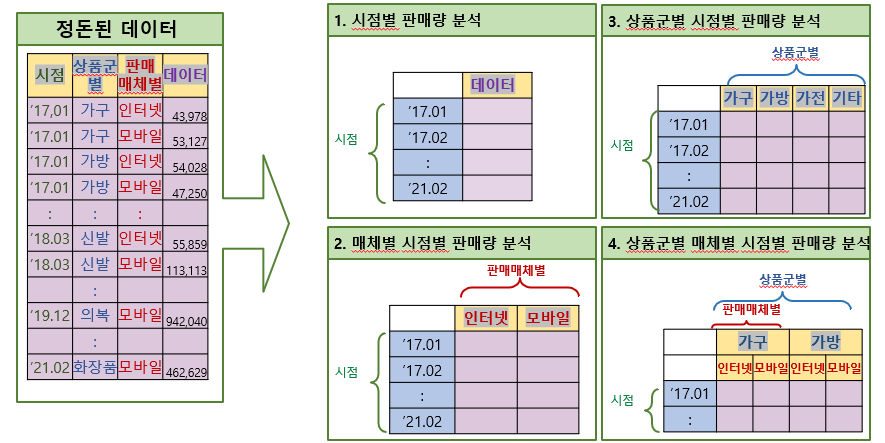 정돈된 데이터
시점 상품군별 판매매체별 데이터
'17,01 가구 인터넷 43,978
'17.01 가구 모바일 53,127
'17.01 가방 인터넷 54,028
'17.01 가방 모바일 47,250
: : :
'18.03 신발 인터넷 55,859
'18.03 신발 모바일 113,113
:
'19.12 의복 모바일 942,040
:
'21.02 화장품 모바일 462,629
1. 시점별 판매량 분석
데이터
시점
'17.01
'17.02
:
'21.02
2. 매체별 시점별 판매량 분석
판매매체별
인터넷 모바일
시점
'17.01
'17.02
:
'21.02
3. 상품군별 시점별 판매량 분석
상품군별
가구 가방 가전 기타
시점
'17.01
'17.02
:
'21.02
4. 상품군별 매체별 시점별 판매량 분석
상품군별
판매매체별
가구 가방
인터넷 모바일 인터넷 모바일
시점
'17.01
: